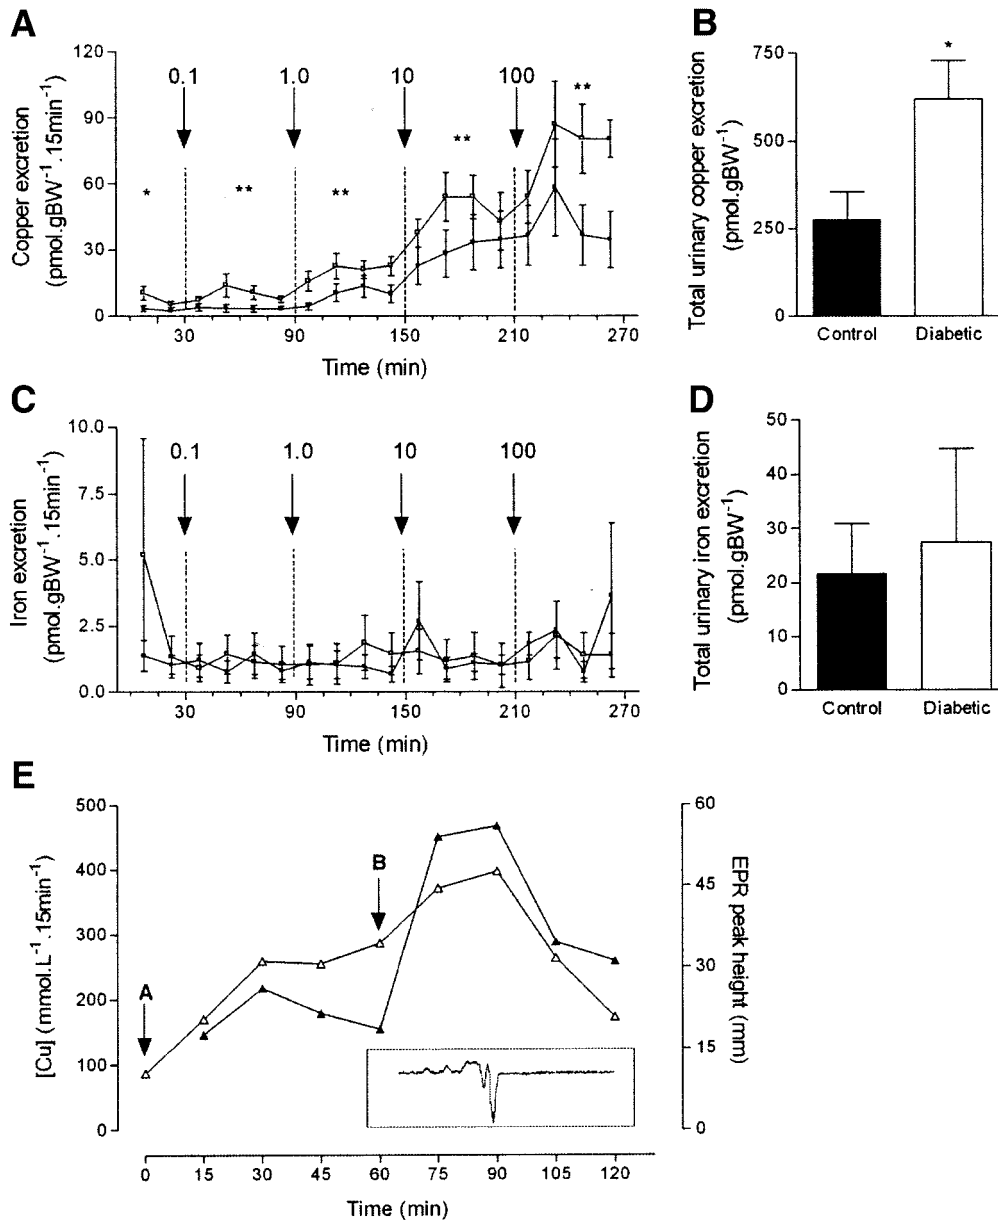 A
Copper excretion
(pmol.gBW⁻¹.15min⁻¹)
120
90
60
30
0
0.1
1.0
10
100
*
**
**
**
**
30
90
150
210
270
Time (min)
B
Total urinary copper excretion
(pmol.gBW⁻¹)
750
500
250
0
*
Control
Diabetic
C
Iron excretion
(pmol.gBW⁻¹.15min⁻¹)
10.0
7.5
5.0
2.5
0.0
0.1
1.0
10
100
30
90
150
210
270
Time (min)
D
Total urinary iron excretion
(pmol.gBW⁻¹)
50
40
30
20
10
0
Control
Diabetic
E
[Cu] (mmol.L⁻¹.15min⁻¹)
500
400
300
200
100
0
A
B
60
45
30
15
0
EPR peak height (mm)
0
15
30
45
60
75
90
105
120
Time (min)